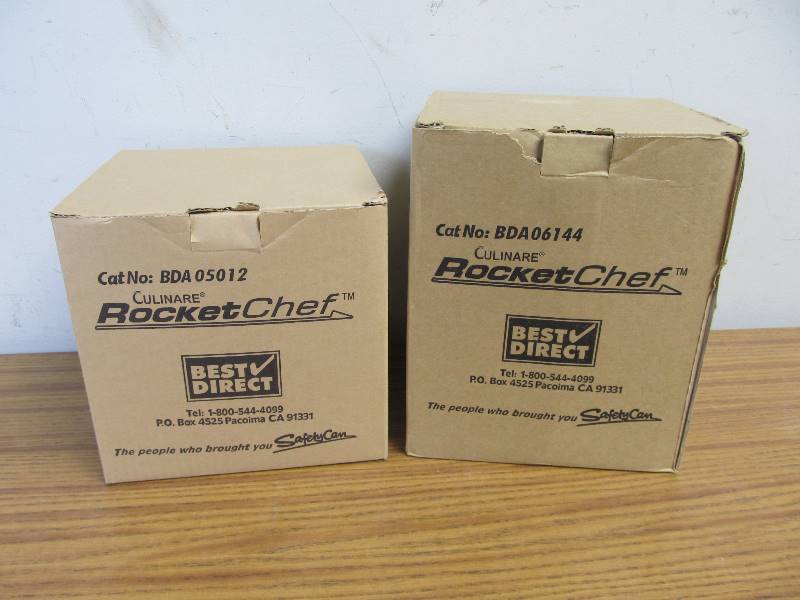 Cat No: BDA 05012
CULINARE®
RocketChef™
BEST
DIRECT
Tel: 1-800-544-4099
P.O. Box 4525 Pacoima CA 91331
The people who brought you SafetyCan
Cat No: BDA 06144
CULINARE®
RocketChef™
BEST
DIRECT
Tel: 1-800-544-4099
P.O. Box 4525 Pacoima CA 91331
The people who brought you SafetyCan